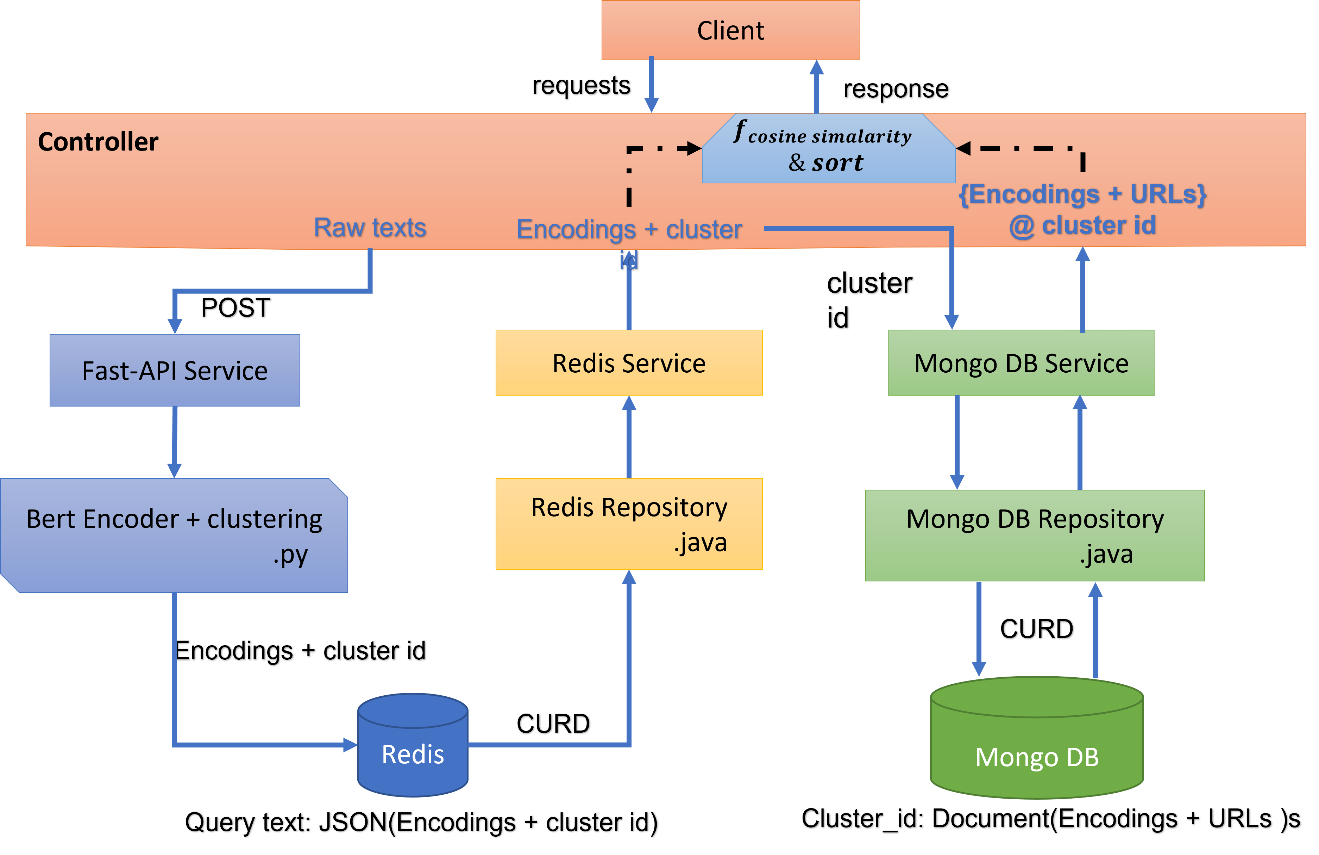 Client
requests
response
Controller
f cosine simalarity
& sort
{Encodings + URLs}
@ cluster id
Raw texts
Encodings + cluster
id
cluster
id
POST
Fast-API Service
Redis Service
Mongo DB Service
Bert Encoder + clustering
.py
Redis Repository
.java
Mongo DB Repository
.java
Encodings + cluster id
CURD
CURD
Redis
Mongo DB
Query text: JSON(Encodings + cluster id)
Cluster_id: Document(Encodings + URLs )s